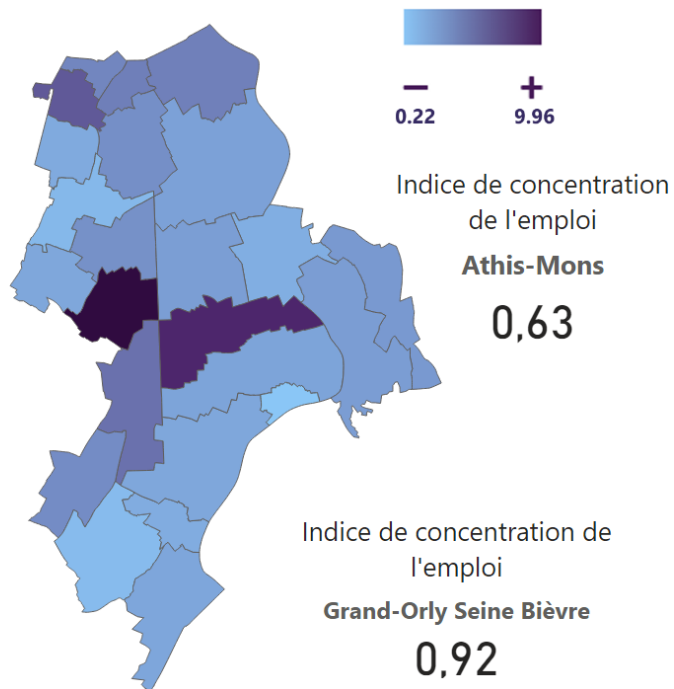 − +
0.22 9.96
Indice de concentration
de l'emploi
Athis-Mons
0,63
Indice de concentration de
l'emploi
Grand-Orly Seine Bièvre
0,92